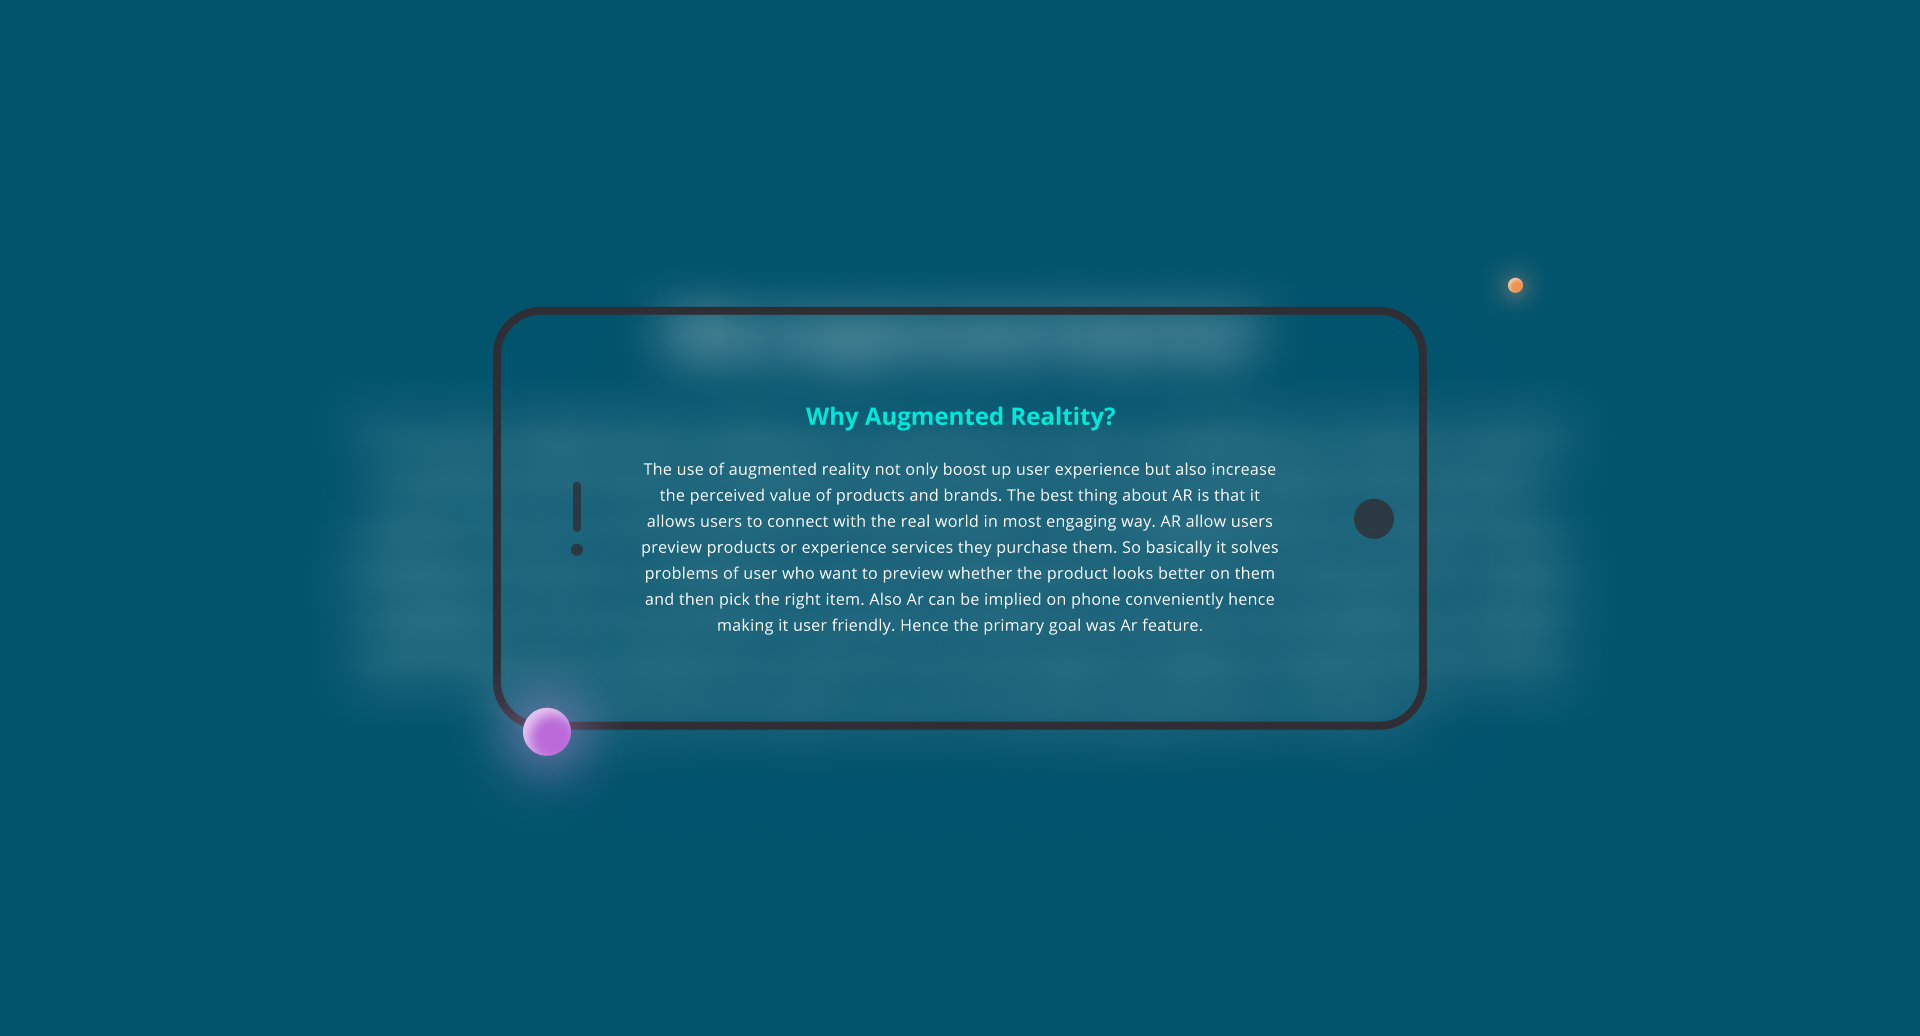 Why Augmented Realtity?
The use of augmented reality not only boost up user experience but also increase
the perceived value of products and brands. The best thing about AR is that it
allows users to connect with the real world in most engaging way. AR allow users
preview products or experience services they purchase them. So basically it solves
problems of user who want to preview whether the product looks better on them
and then pick the right item. Also Ar can be implied on phone conveniently hence
making it user friendly. Hence the primary goal was Ar feature.